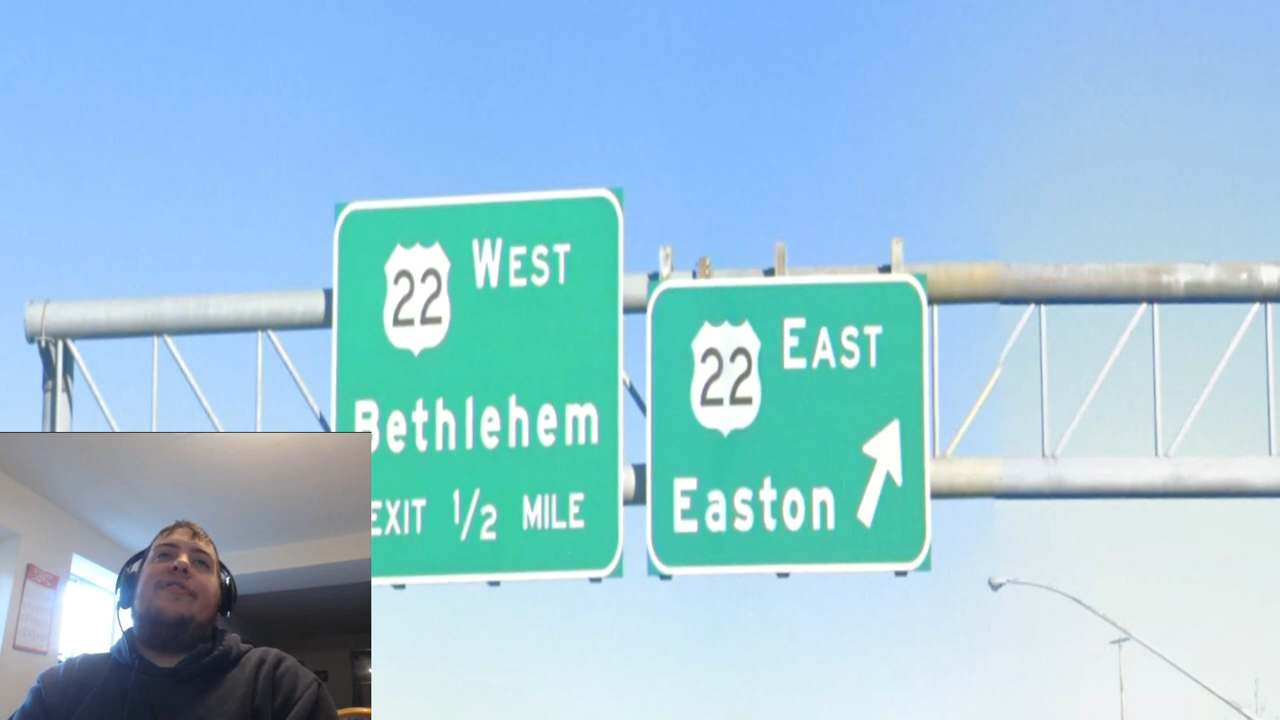 22 WEST
Bethlehem
EXIT 1/2 MILE
22 EAST
Easton